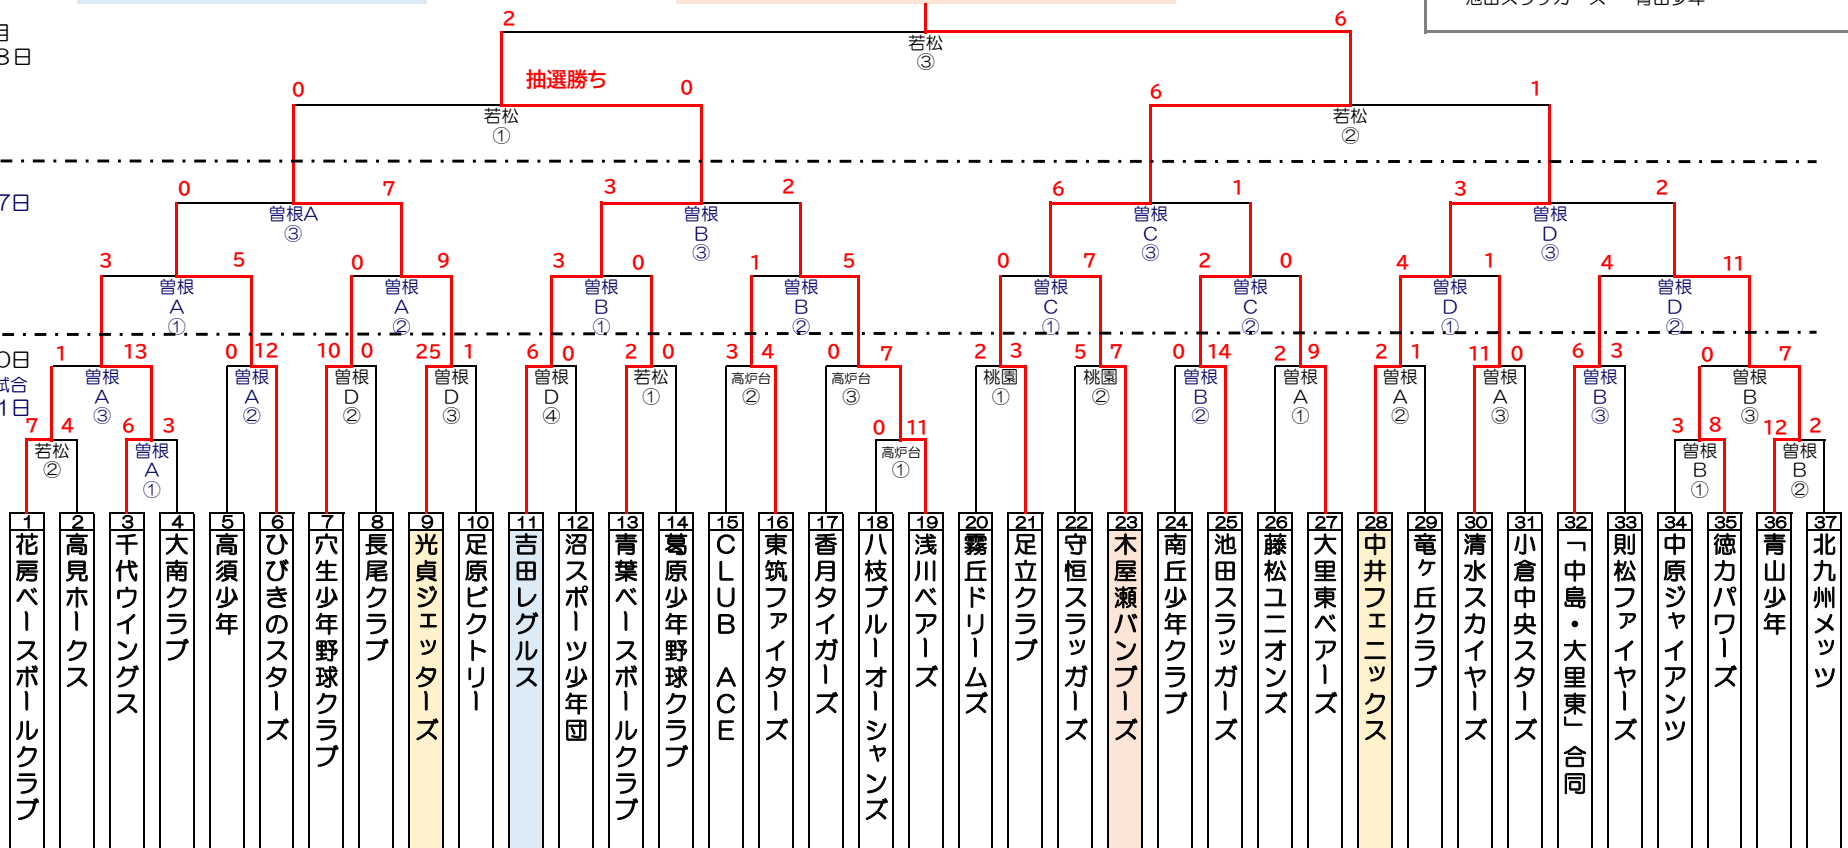 2 6
若松
③
8日
抽選勝ち
0 0 6 1
若松 若松
① ②
7日
0 7 3 2 6 1 3 2
曽根A 曽根 曽根 曽根
③ B C D
③ ③ ③
3 5 0 9 3 0 1 5 0 7 2 0 4 1 4 11
曽根 曽根 曽根 曽根 曽根 曽根 曽根 曽根
A A B B C C D D
① ② ① ② ① ② ① ②
0日
試合
1日
1 13 0 12 10 0 25 1 6 0 2 0 3 4 0 7 2 3 5 7 0 14 2 9 2 1 11 0 6 3 0 7
曽根 曽根 曽根 曽根 曽根 若松 高炉台 高炉台 桃園 桃園 曽根 曽根 曽根 曽根 曽根 曽根
A A D D D ① ② ③ ① ② B A A A B B
③ ② ② ③ ④ ② ① ② ③ ③ ③
7 4 6 3 0 11 3 8 12 2
若松 曽根 高炉台 曽根 曽根
② A ① B B
① ① ②
1 花房ベースボールクラブ
2 高見ホークス
3 千代ウイングス
4 大南クラブ
5 高須少年
6 ひびきのスターズ
7 穴生少年野球クラブ
8 長尾クラブ
9 光貞ジェッターズ
10 足原ビクトリー
11 吉田レグルス
12 沼スポーツ少年団
13 青葉ベースボールクラブ
14 葛原少年野球クラブ
15 CLUB ACE
16 東筑ファイターズ
17 香月タイガーズ
18 八枝ブルーオーシャンズ
19 浅川ベアーズ
20 霧丘ドリームズ
21 足立クラブ
22 守恒スラッガーズ
23 木屋瀬バンブーズ
24 南丘少年クラブ
25 池田スラッガーズ
26 藤松ユニオンズ
27 大里東ベアーズ
28 中井フェニックス
29 竜ヶ丘クラブ
30 清水スカイヤーズ
31 小倉中央スターズ
32 「中島・大里東」合同
33 則松ファイヤーズ
34 中原ジャイアンツ
35 徳力パワーズ
36 青山少年
37 北九州メッツ